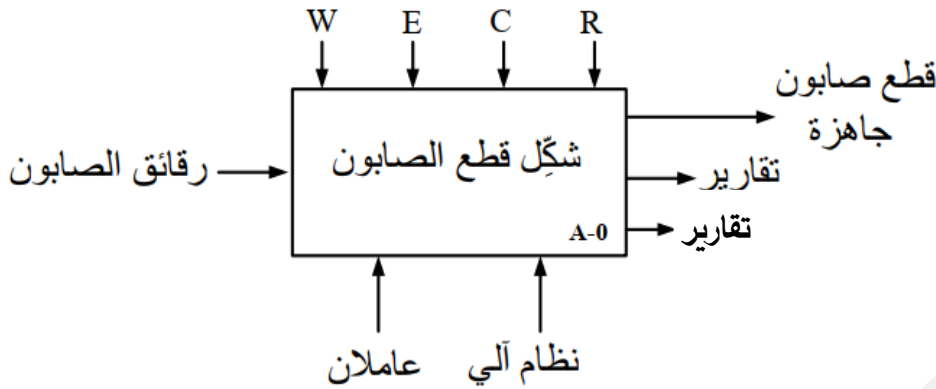 W E C R
قطع صابون
جاهزة
شكِّل قطع الصابون
رقائق الصابون
تقارير
A-0
تقارير
عاملان
نظام آلي